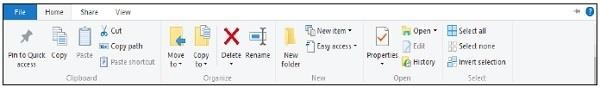 File Home Share View
Pin to Quick access
Copy
Paste
Cut
Copy path
Paste shortcut
Clipboard
Move to
Copy to
Delete
Rename
Organize
New folder
New item
Easy access
New
Properties
Open
Edit
History
Open
Select all
Select none
Invert selection
Select